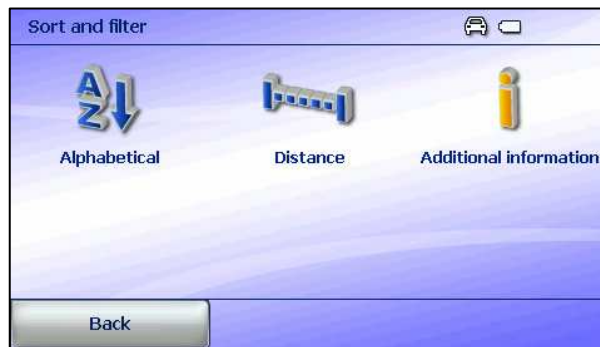 Sort and filter
A
Z
Alphabetical
Distance
Additional information
Back